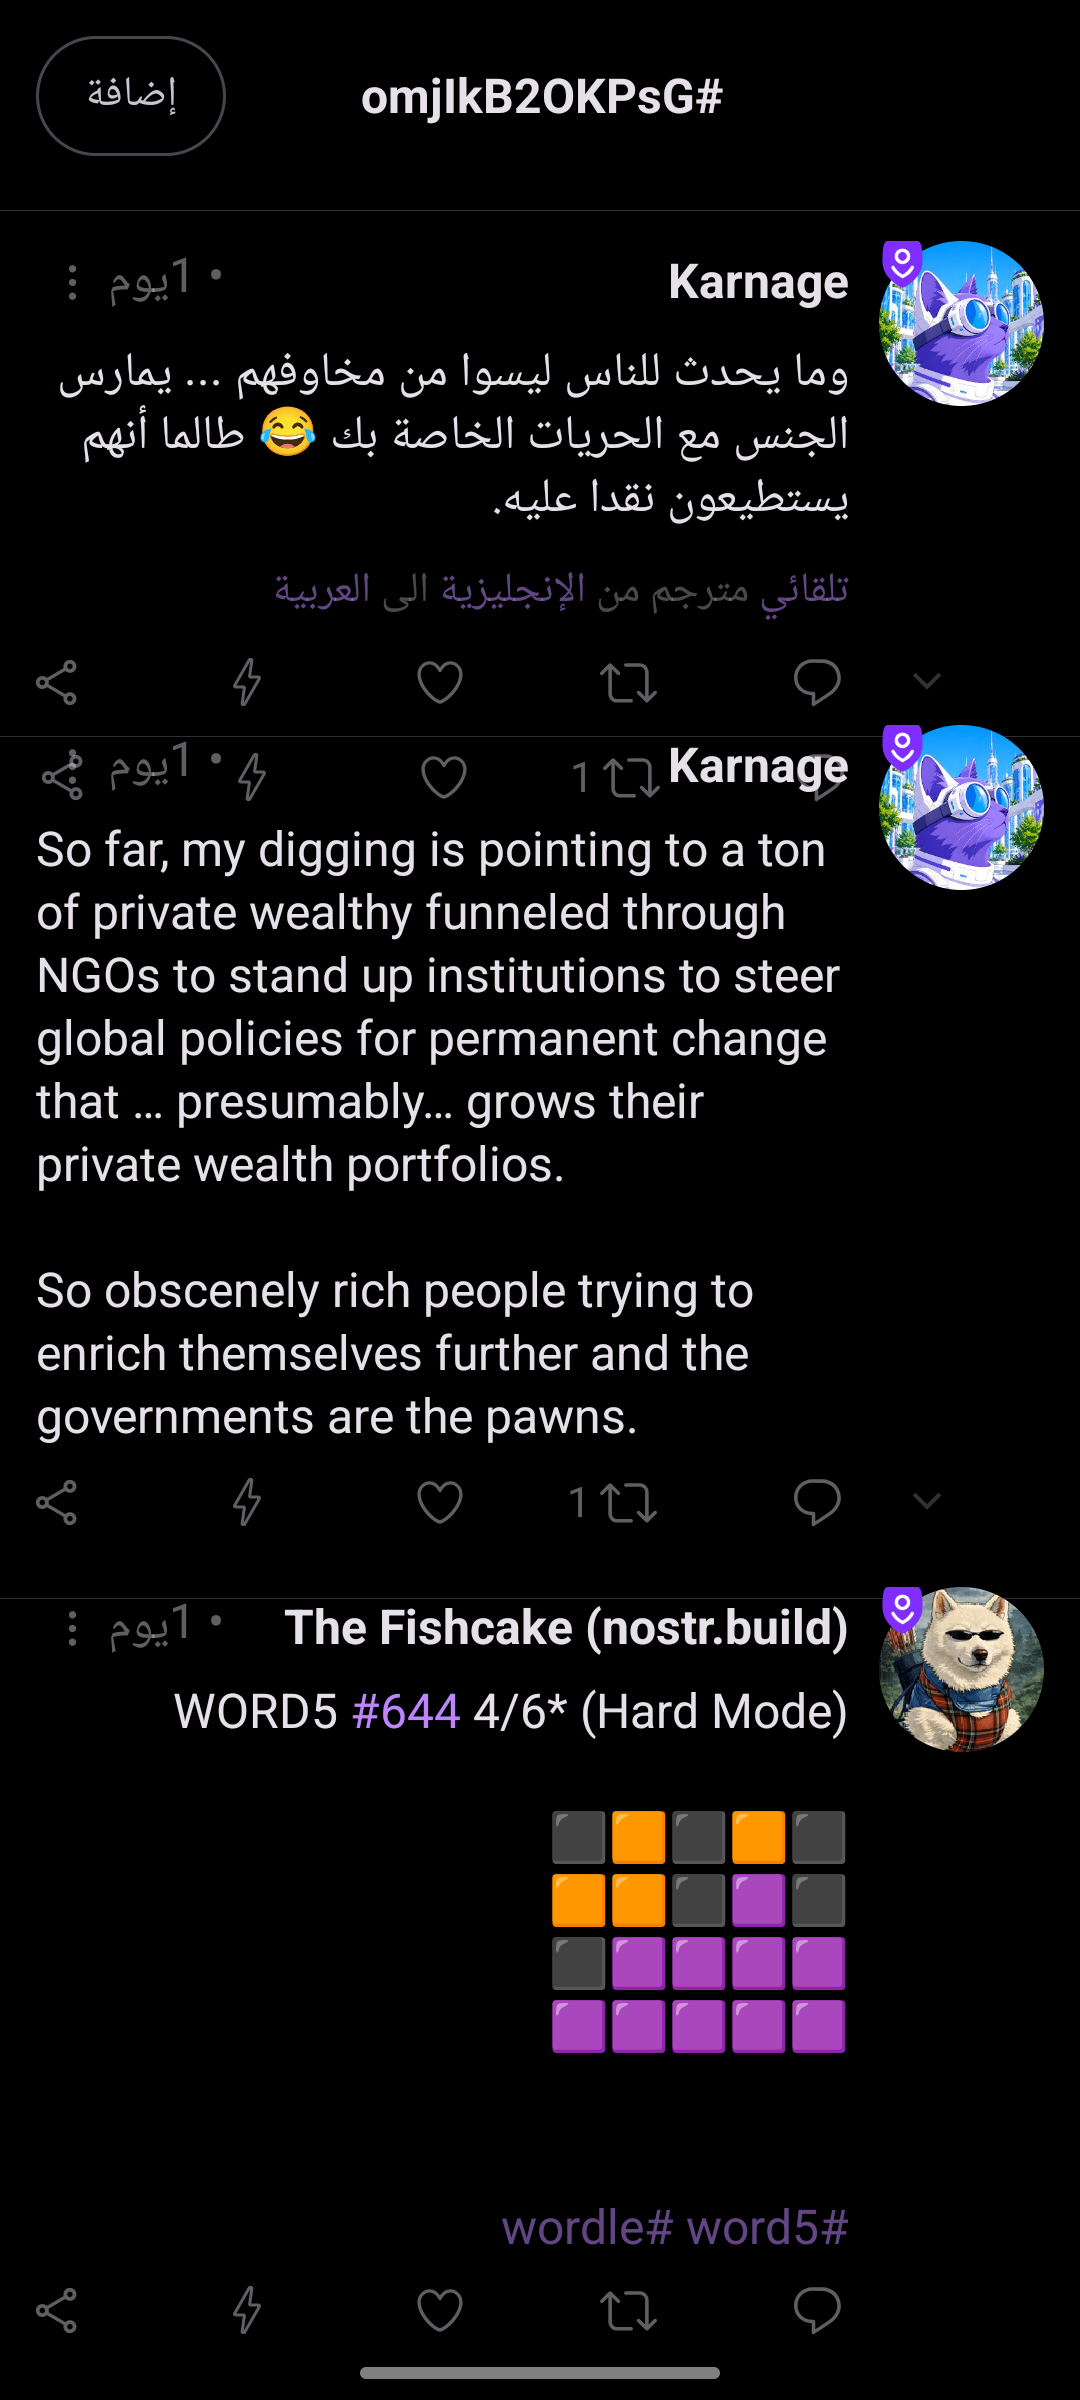 إضافة
omjIkB2OKPsG#
Karnage
• 1يوم
وما يحدث للناس ليسوا من مخاوفهم ... يمارس
الجنس مع الحريات الخاصة بك 😂 طالما أنهم
يستطيعون نقدا عليه.
تلقائي مترجم من الإنجليزية الى العربية
Karnage
• 1يوم
1
So far, my digging is pointing to a ton
of private wealthy funneled through
NGOs to stand up institutions to steer
global policies for permanent change
that ... presumably... grows their
private wealth portfolios.
So obscenely rich people trying to
enrich themselves further and the
governments are the pawns.
1
The Fishcake (nostr.build)
• 1يوم
WORD5 #644 4/6* (Hard Mode)
⬛🟧⬛🟧⬛
🟧🟧⬛🟪⬛
⬛🟪🟪🟪🟪
🟪🟪🟪🟪🟪
wordle# word5#